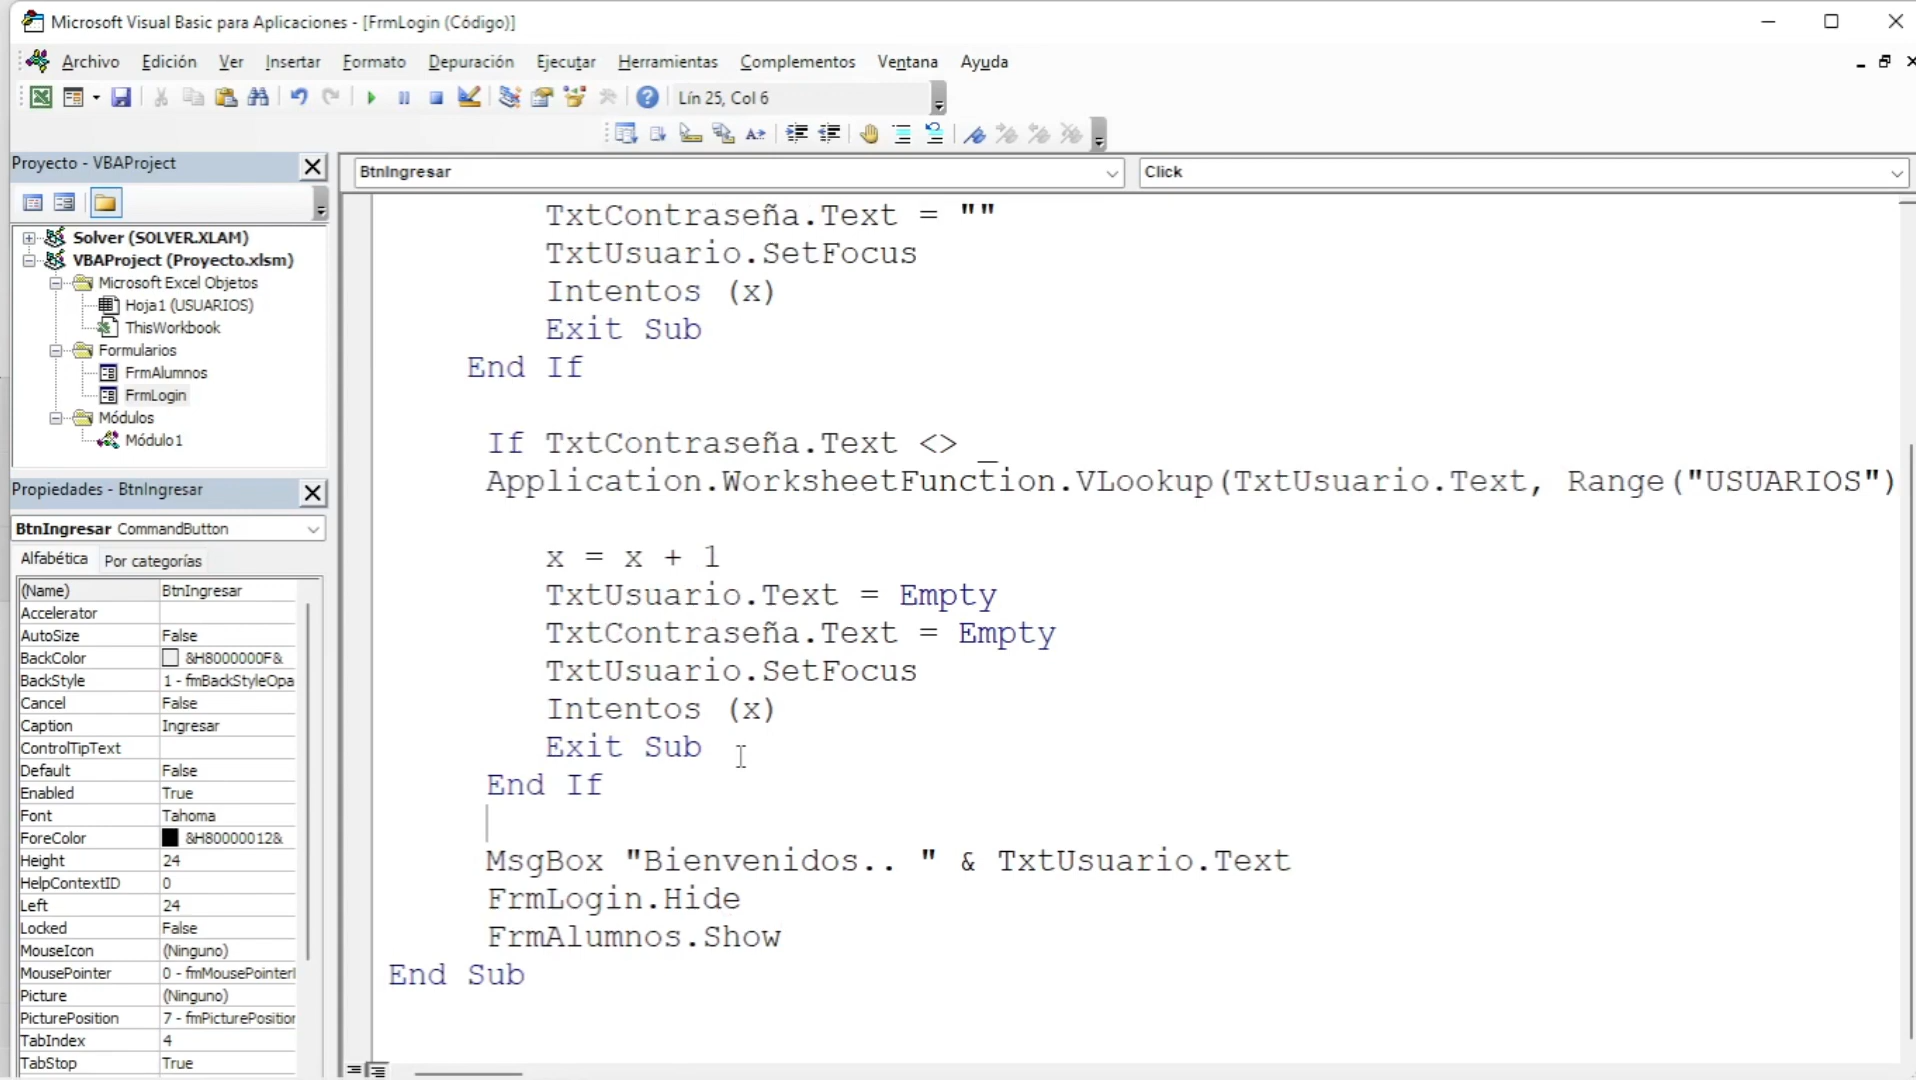 Microsoft Visual Basic para Aplicaciones - [FrmLogin (Código)]
Archivo Edición Ver Insertar Formato Depuración Ejecutar Herramientas Complementos Ventana Ayuda
Lín 25, Col 6
Proyecto - VBAProject
BtnIngresar
Click
Solver (SOLVER.XLAM)
VBAProject (Proyecto.xlsm)
Microsoft Excel Objetos
Hoja1 (USUARIOS)
ThisWorkbook
Formularios
FrmAlumnos
FrmLogin
Módulos
Módulo1
Propiedades - BtnIngresar
BtnIngresar CommandButton
Alfabética Por categorías
(Name) BtnIngresar
Accelerator
AutoSize False
BackColor &H8000000F&
BackStyle 1 - fmBackStyleOpa
Cancel False
Caption Ingresar
ControlTipText
Default False
Enabled True
Font Tahoma
ForeColor &H80000012&
Height 24
HelpContextID 0
Left 24
Locked False
MouseIcon (Ninguno)
MousePointer 0 - fmMousePointerI
Picture (Ninguno)
PicturePosition 7 - fmPicturePosition
TabIndex 4
TabStop True
TxtContraseña.Text = ""
TxtUsuario.SetFocus
Intentos (x)
Exit Sub
End If
If TxtContraseña.Text <> _
Application.WorksheetFunction.VLookup(TxtUsuario.Text, Range("USUARIOS")
x = x + 1
TxtUsuario.Text = Empty
TxtContraseña.Text = Empty
TxtUsuario.SetFocus
Intentos (x)
Exit Sub
End If
MsgBox "Bienvenidos.. " & TxtUsuario.Text
FrmLogin.Hide
FrmAlumnos.Show
End Sub